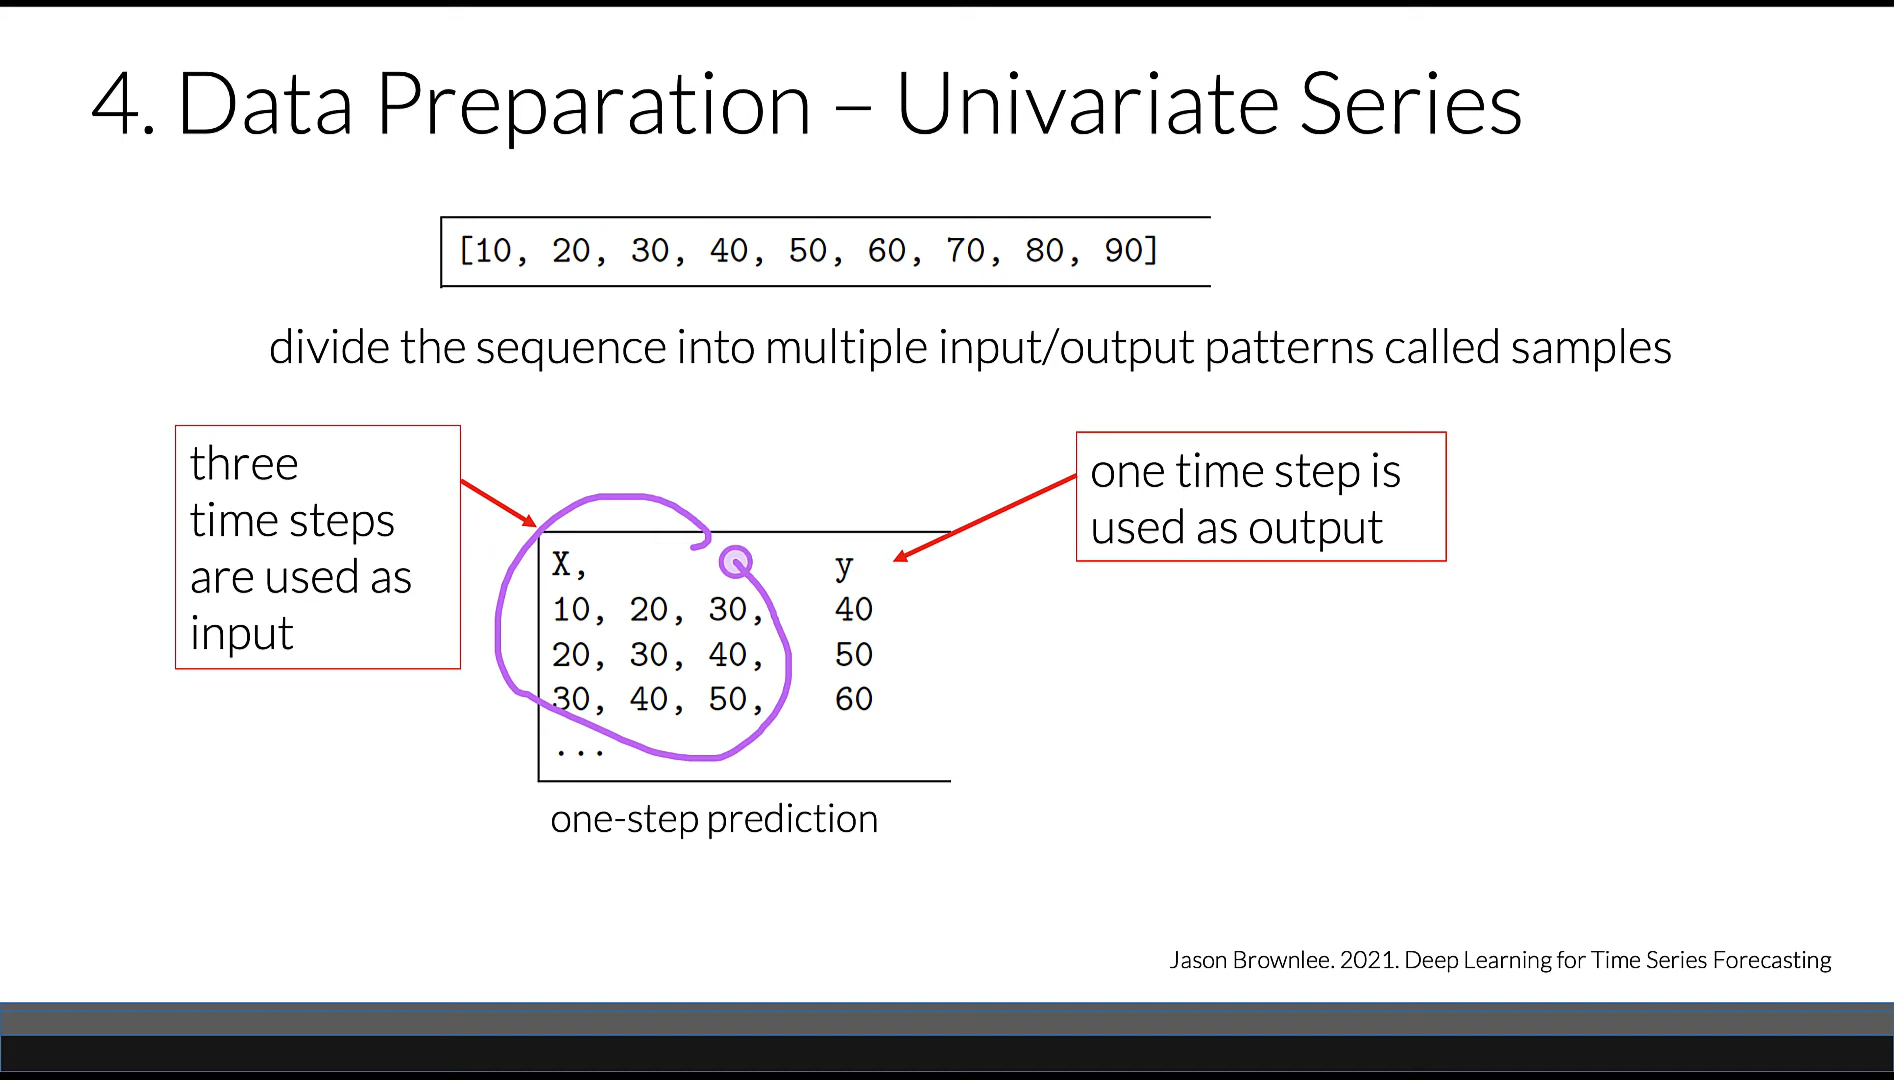 4. Data Preparation – Univariate Series
[10, 20, 30, 40, 50, 60, 70, 80, 90]
divide the sequence into multiple input/output patterns called samples
three
time steps
are used as
input
one time step is
used as output
X, y
10, 20, 30, 40
20, 30, 40, 50
30, 40, 50, 60
...
one-step prediction
Jason Brownlee. 2021. Deep Learning for Time Series Forecasting